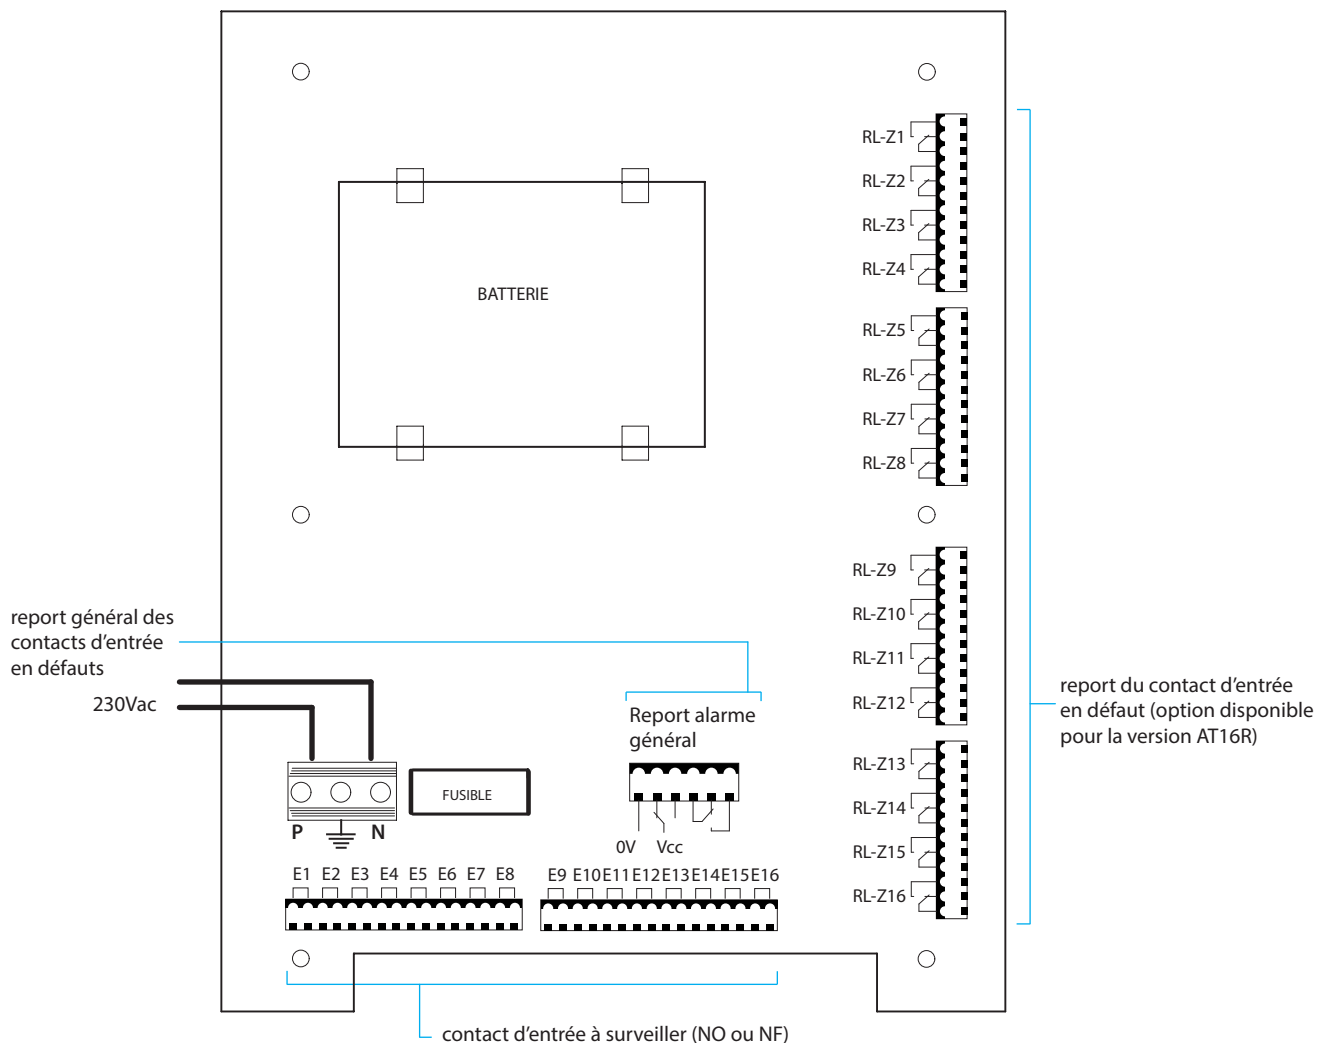 RL-Z1
RL-Z2
RL-Z3
RL-Z4
BATTERIE
RL-Z5
RL-Z6
RL-Z7
RL-Z8
RL-Z9
RL-Z10
RL-Z11
RL-Z12
RL-Z13
RL-Z14
RL-Z15
RL-Z16
report général des
contacts d'entrée
en défauts
230Vac
report du contact d'entrée
en défaut (option disponible
pour la version AT16R)
Report alarme
général
FUSIBLE
P N
0V Vcc
E1 E2 E3 E4 E5 E6 E7 E8
E9 E10 E11 E12 E13 E14 E15 E16
contact d'entrée à surveiller (NO ou NF)